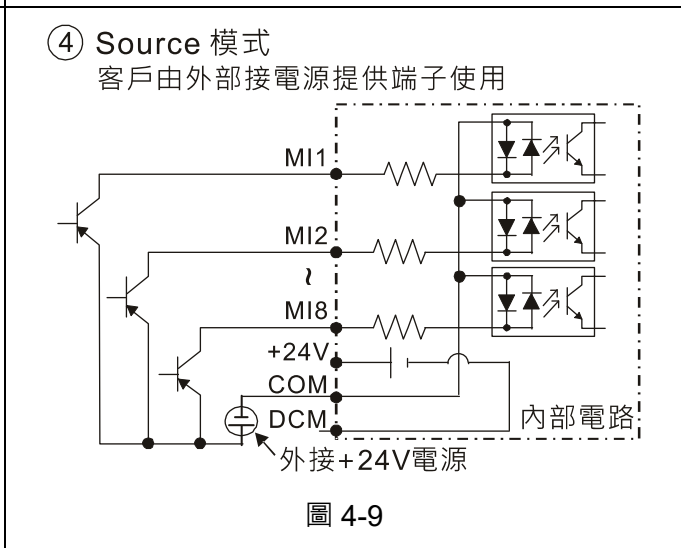 ④ Source 模式
客戶由外部接電源提供端子使用
MI1
MI2
~
MI8
+24V
COM
DCM
內部電路
外接+24V電源
圖 4-9